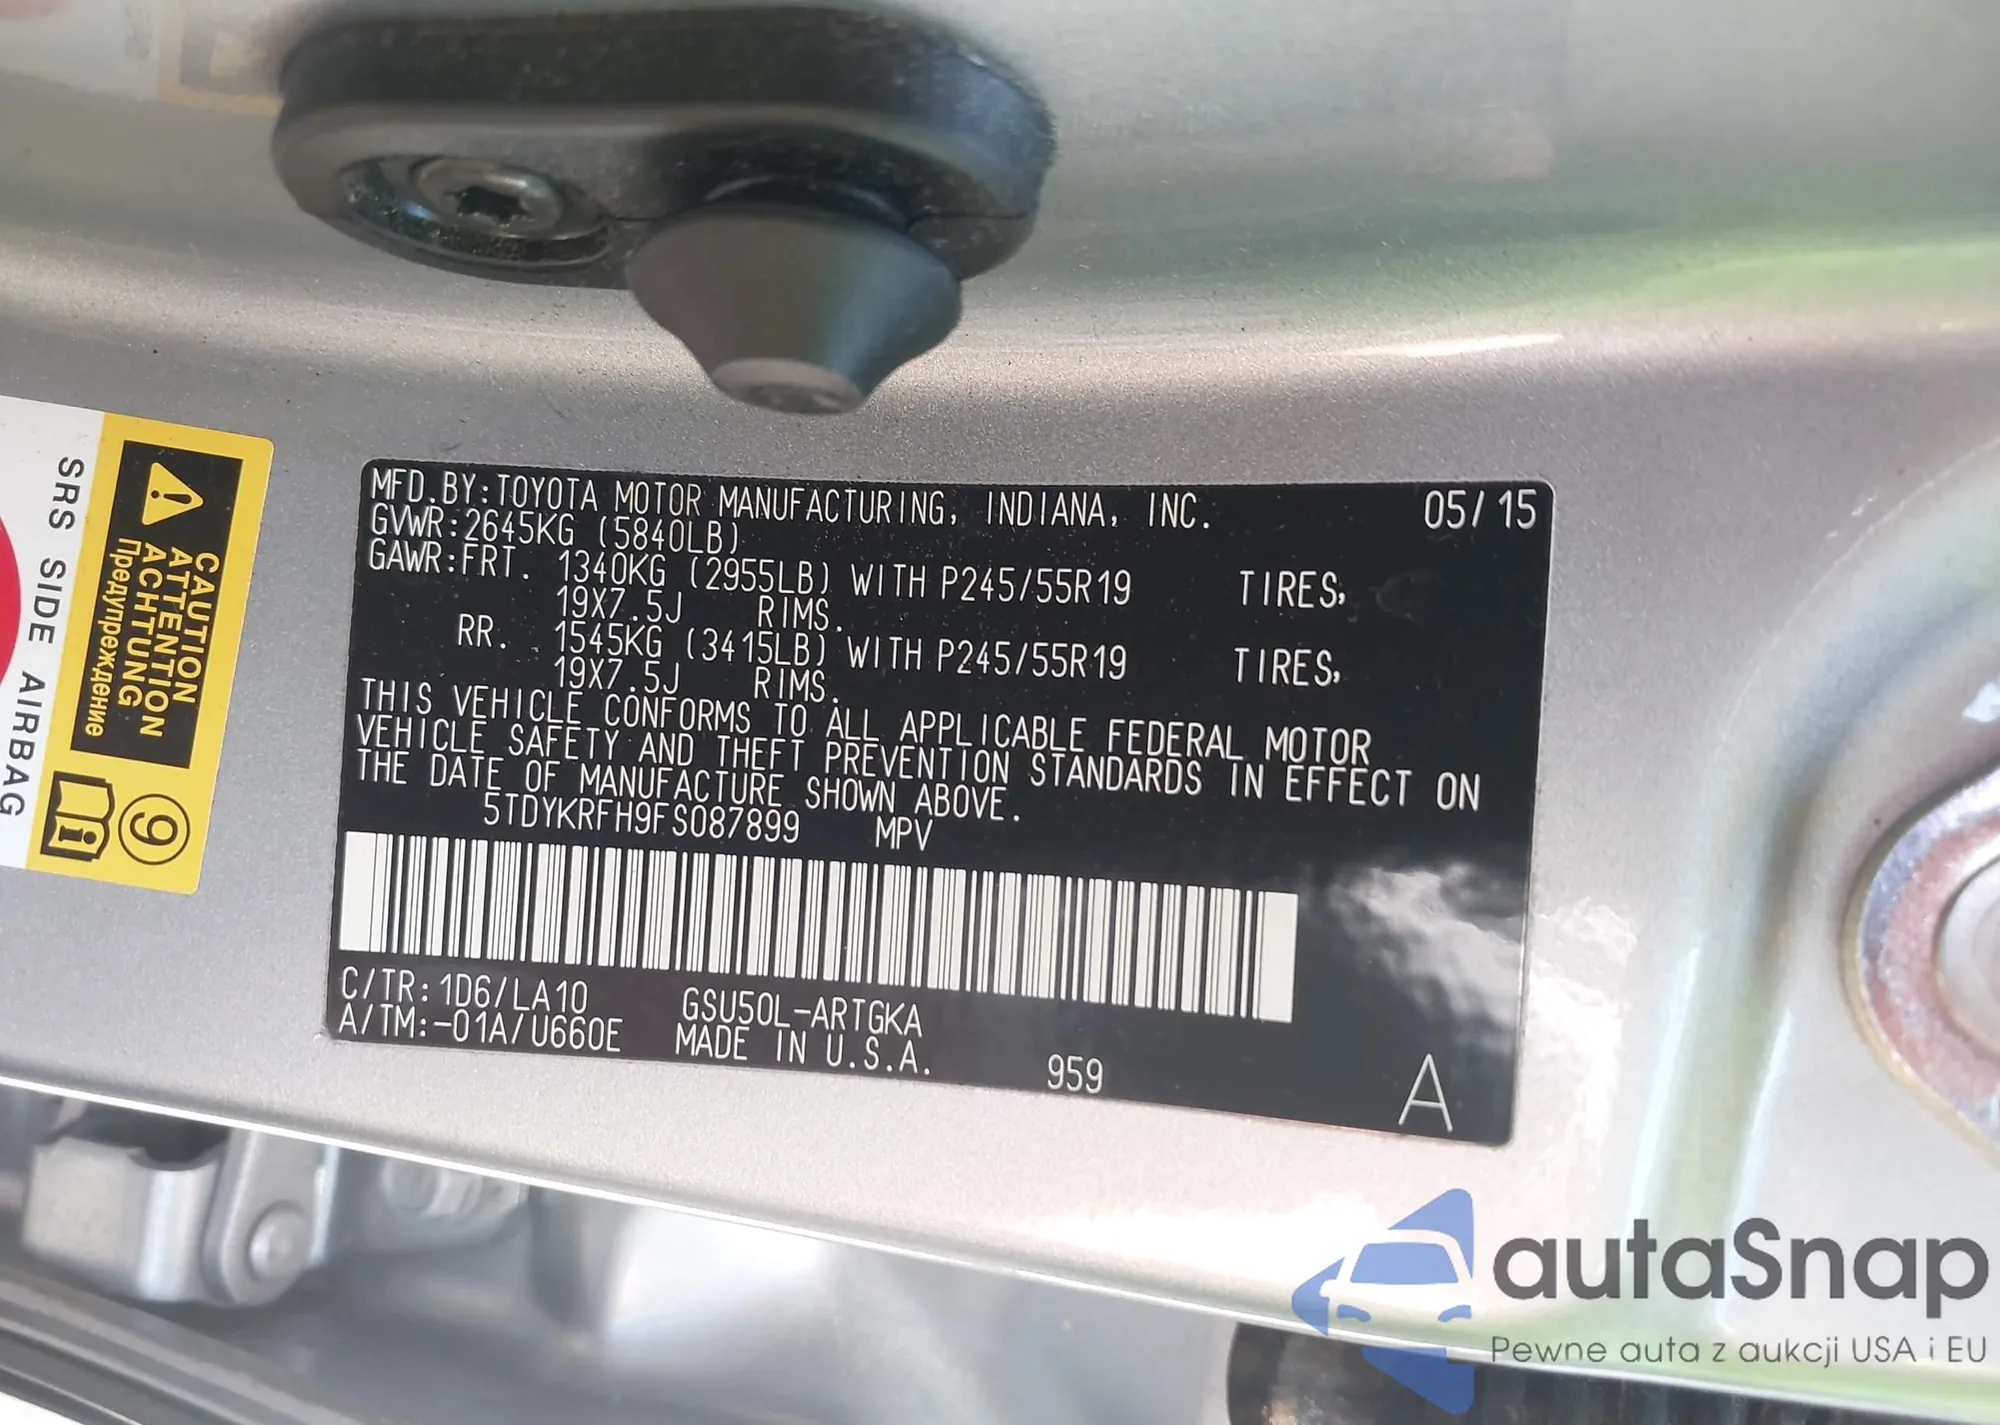 MFD.BY:TOYOTA MOTOR MANUFACTURING, INDIANA, INC. 05/15
GVWR:2645KG (5840LB)
GAWR:FRT. 1340KG (2955LB) WITH P245/55R19 TIRES,
19X7.5J RIMS.
RR. 1545KG (3415LB) WITH P245/55R19 TIRES,
19X7.5J RIMS.
THIS VEHICLE CONFORMS TO ALL APPLICABLE FEDERAL MOTOR
VEHICLE SAFETY AND THEFT PREVENTION STANDARDS IN EFFECT ON
THE DATE OF MANUFACTURE SHOWN ABOVE.
5TDYKRFH9FS087899 MPV
C/TR:1D6/LA10 GSU50L-ARTGKA
A/TM:-01A/U660E MADE IN U.S.A. 959 A
SRS SIDE AIRBAG
CAUTION
ATTENTION
ACHTUNG
Предупреждение
9
autaSnap
Pewne auta z aukcji USA i EU